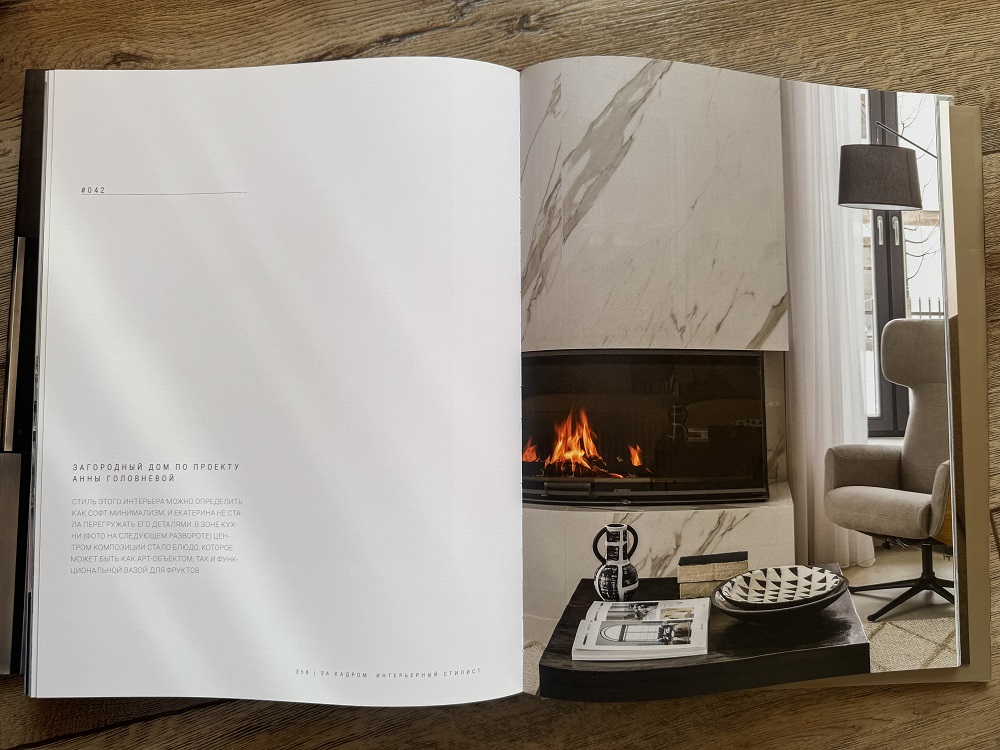 #042
ЗАГОРОДНЫЙ ДОМ ПО ПРОЕКТУ
АННЫ ГОЛОВНЕВОЙ
СТИЛЬ ЭТОГО ИНТЕРЬЕРА МОЖНО ОПРЕДЕЛИТЬ
КАК СОФТ-МИНИМАЛИЗМ, И ЕКАТЕРИНА НЕ СТА-
ЛА ПЕРЕГРУЖАТЬ ЕГО ДЕТАЛЯМИ. В ЗОНЕ КУХ-
НИ (ФОТО НА СЛЕДУЮЩЕМ РАЗВОРОТЕ) ЦЕН-
ТРОМ КОМПОЗИЦИИ СТАЛО БЛЮДО, КОТОРОЕ
МОЖЕТ БЫТЬ КАК АРТ-ОБЪЕКТОМ, ТАК И ФУНК-
ЦИОНАЛЬНОЙ ВАЗОЙ ДЛЯ ФРУКТОВ.
| ЗА КАДРОМ: ИНТЕРЬЕРНЫЙ СТИЛИСТ